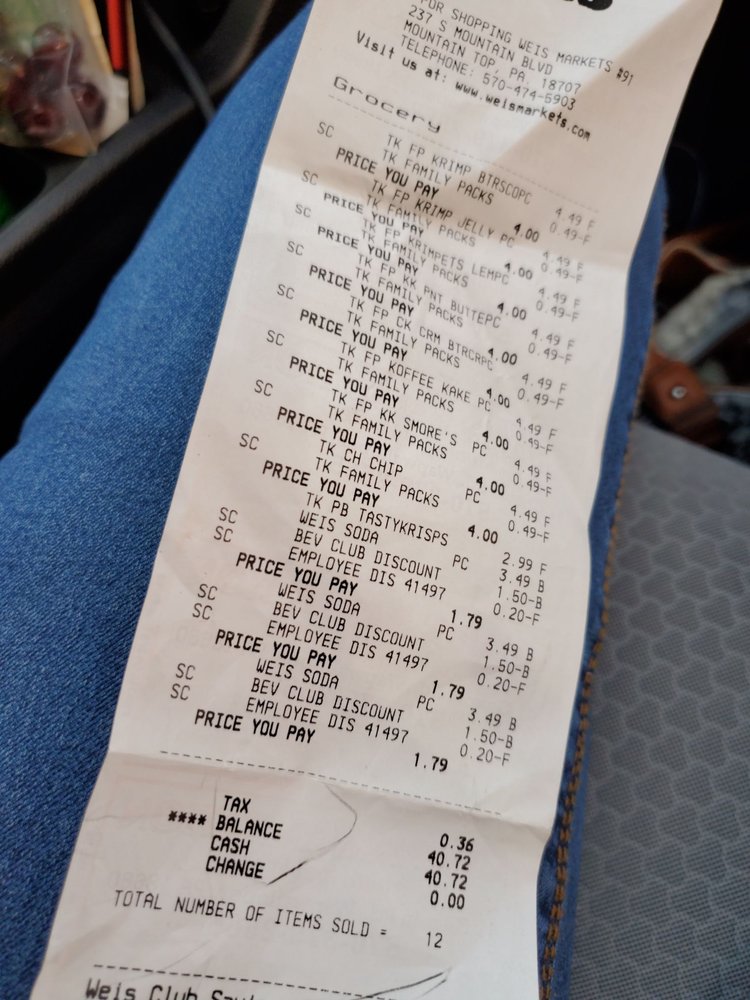 FOR SHOPPING WEIS MARKETS #91
237 S MOUNTAIN BLVD
MOUNTAIN TOP, PA. 18707
TELEPHONE: 570-474-5903
Visit us at: www.weismarkets.com
Grocery
TK FP KRIMP BTRSCOPC 4.49 F
SC TK FAMILY PACKS 0.49-F
PRICE YOU PAY 4.00
TK FP KRIMP JELLY PC 4.49 F
SC TK FAMILY PACKS 0.49-F
PRICE YOU PAY 4.00
TK FP KRIMPETS LEMPC 4.49 F
SC TK FAMILY PACKS 0.49-F
PRICE YOU PAY 4.00
TK FP KK PNT BUTTEPC 4.49 F
SC TK FAMILY PACKS 0.49-F
PRICE YOU PAY 4.00
TK FP CK CRM BTRCRPC 4.49 F
SC TK FAMILY PACKS 0.49-F
PRICE YOU PAY 4.00
TK FP KOFFEE KAKE PC 4.49 F
SC TK FAMILY PACKS 0.49-F
PRICE YOU PAY 4.00
TK FP KK SMORE'S PC 4.49 F
SC TK FAMILY PACKS 0.49-F
PRICE YOU PAY 4.00
TK CH CHIP PC 4.49 F
SC TK FAMILY PACKS 0.49-F
PRICE YOU PAY 4.00
TK PB TASTYKRISPS 2.99 F
WEIS SODA PC 3.49 B
SC BEV CLUB DISCOUNT 1.50-B
SC EMPLOYEE DIS 41497 0.20-F
PRICE YOU PAY 1.79
WEIS SODA PC 3.49 B
SC BEV CLUB DISCOUNT 1.50-B
SC EMPLOYEE DIS 41497 0.20-F
PRICE YOU PAY 1.79
WEIS SODA PC 3.49 B
SC BEV CLUB DISCOUNT 1.50-B
SC EMPLOYEE DIS 41497 0.20-F
PRICE YOU PAY 1.79
TAX 0.36
**** BALANCE 40.72
CASH 40.72
CHANGE 0.00
TOTAL NUMBER OF ITEMS SOLD = 12
Weis Club